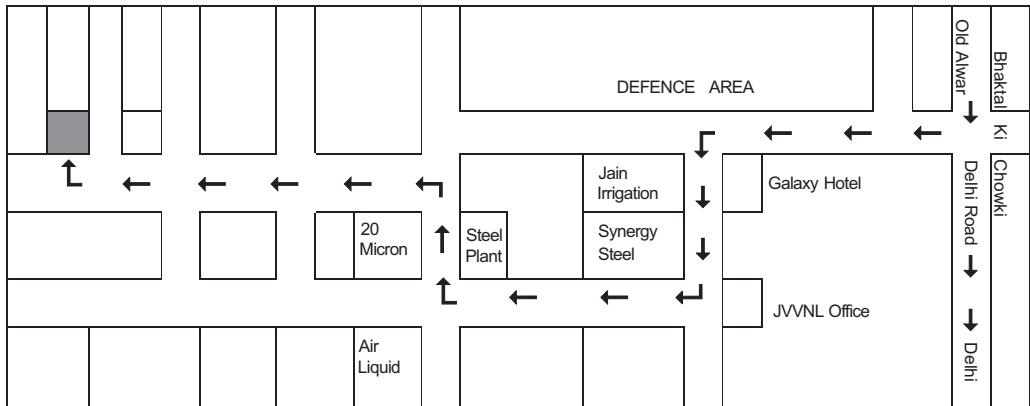 DEFENCE AREA
Old Alwar
Bhaktal Ki
Chowki
Jain
Irrigation
Galaxy Hotel
Delhi Road
20
Micron
Steel
Plant
Synergy
Steel
JVVNL Office
Air
Liquid
Delhi